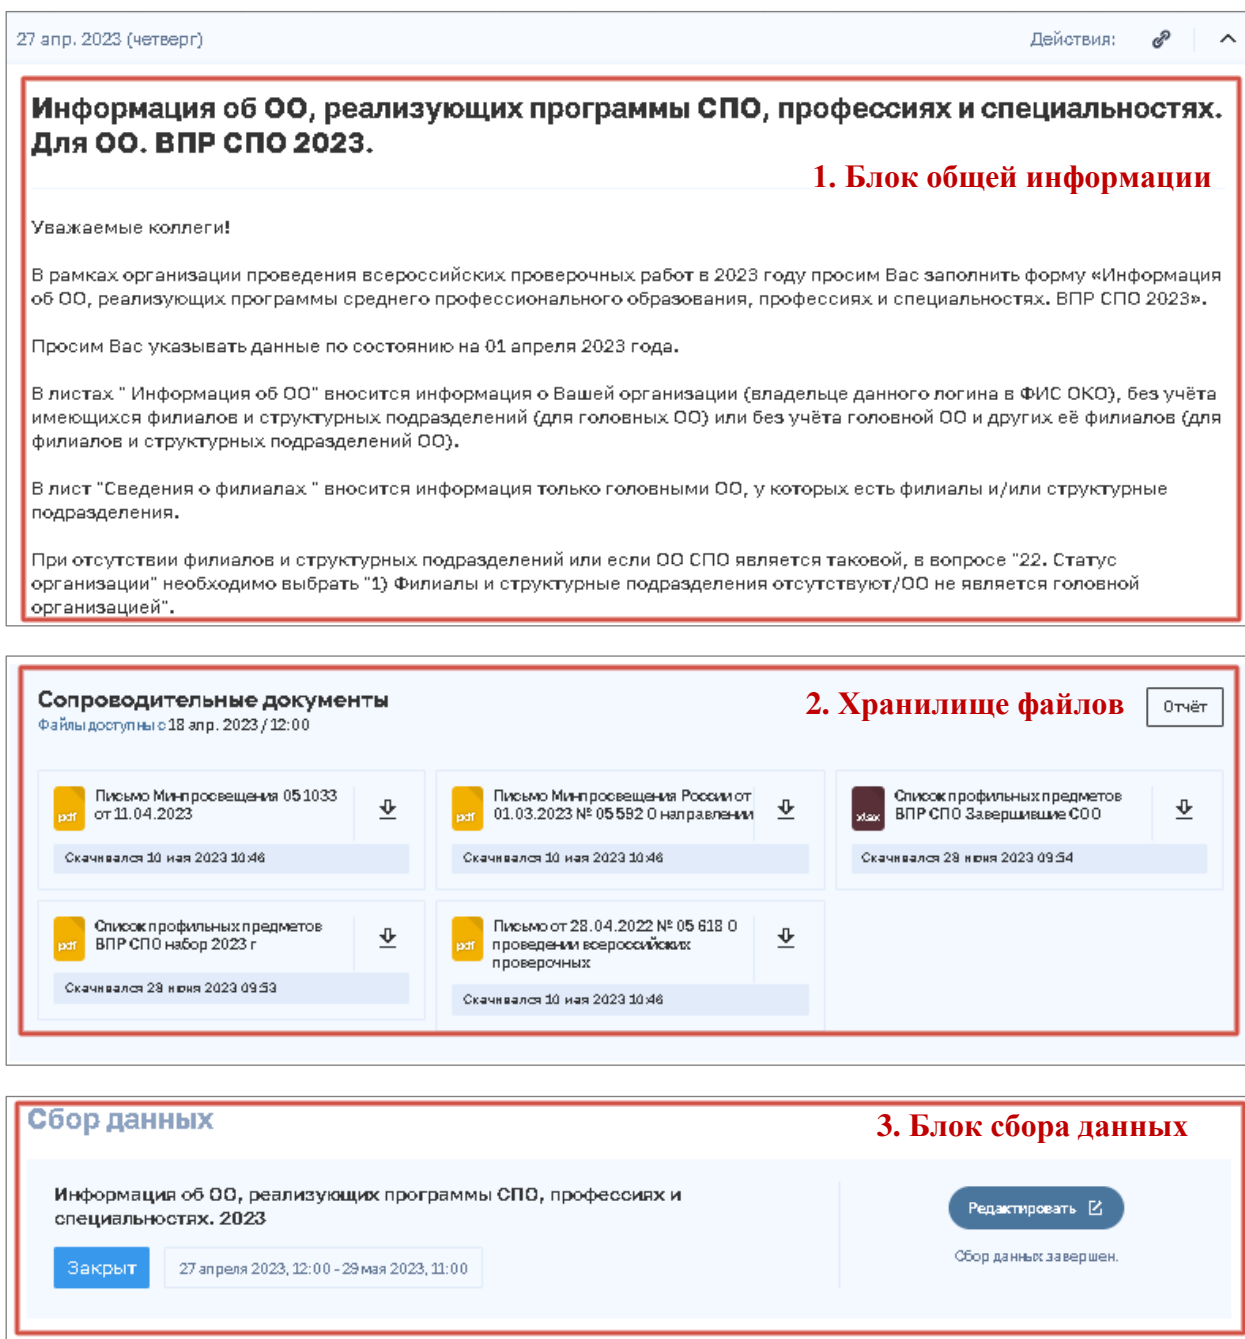 27 апр. 2023 (четверг)
Действия:
Информация об ОО, реализующих программы СПО, профессиях и специальностях.
Для ОО. ВПР СПО 2023.
1. Блок общей информации
Уважаемые коллеги!
В рамках организации проведения всероссийских проверочных работ в 2023 году просим Вас заполнить форму «Информация
об ОО, реализующих программы среднего профессионального образования, профессиях и специальностях. ВПР СПО 2023».
Просим Вас указывать данные по состоянию на 01 апреля 2023 года.
В листах " Информация об ОО" вносится информация о Вашей организации (владельце данного логина в ФИС ОКО), без учёта
имеющихся филиалов и структурных подразделений (для головных ОО) или без учёта головной ОО и других её филиалов (для
филиалов и структурных подразделений ОО).
В лист "Сведения о филиалах " вносится информация только головными ОО, у которых есть филиалы и/или структурные
подразделения.
При отсутствии филиалов и структурных подразделений или если ОО СПО является таковой, в вопросе "22. Статус
организации" необходимо выбрать "1) Филиалы и структурные подразделения отсутствуют/ОО не является головной
организацией".
Сопроводительные документы
2. Хранилище файлов
Отчёт
Файлы доступны с 18 апр. 2023 / 12:00
pdf
Письмо Минпросвещения 05 1033
от 11.04.2023
Скачивался 10 мая 2023 10:46
pdf
Письмо Минпросвещения России от
01.03.2023 № 05 592 О направлении
Скачивался 10 мая 2023 10:46
xlsx
Список профильных предметов
ВПР СПО Завершившие СОО
Скачивался 28 июня 2023 09:54
pdf
Список профильных предметов
ВПР СПО набор 2023 г
Скачивался 28 июня 2023 09:53
pdf
Письмо от 28.04.2022 № 05 618 О
проведении всероссийских
проверочных
Скачивался 10 мая 2023 10:46
Сбор данных
3. Блок сбора данных
Информация об ОО, реализующих программы СПО, профессиях и
специальностях. 2023
Закрыт
27 апреля 2023, 12:00 - 29 мая 2023, 11:00
Редактировать
Сбор данных завершен.